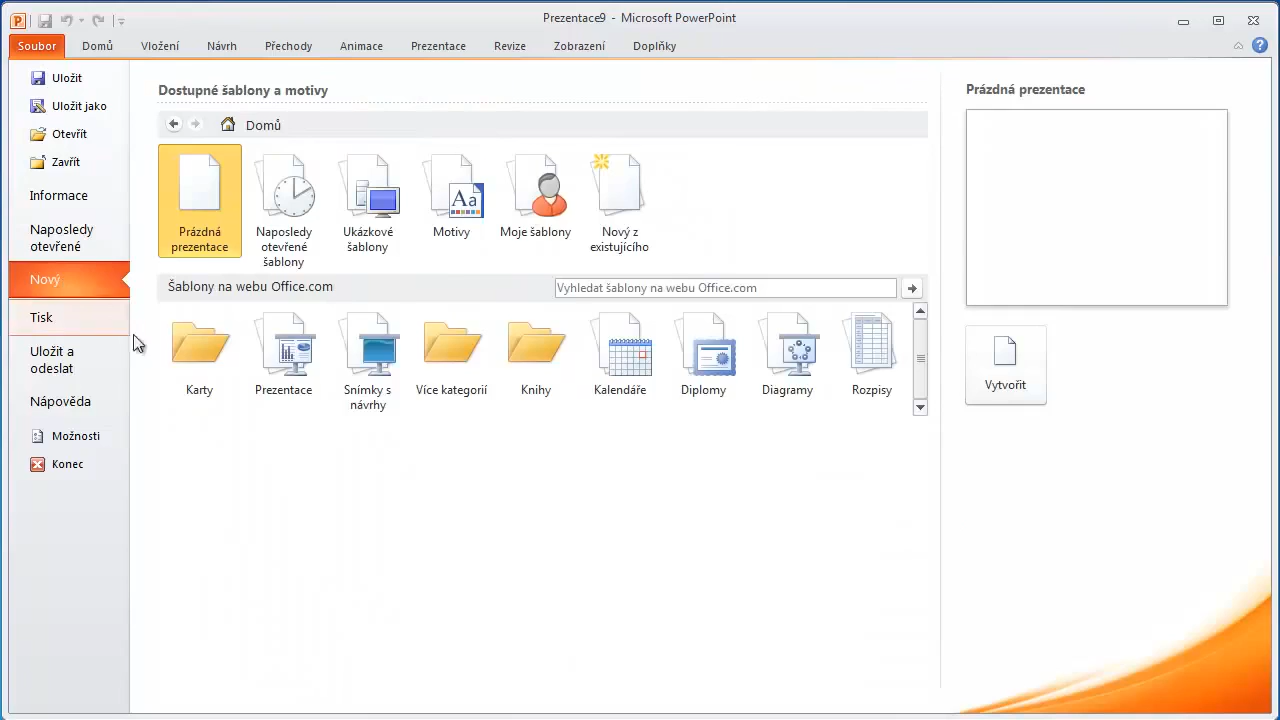 Prezentace9 - Microsoft PowerPoint
Soubor Domů Vložení Návrh Přechody Animace Prezentace Revize Zobrazení Doplňky
Uložit
Uložit jako
Otevřít
Zavřít
Informace
Naposledy
otevřené
Nový
Tisk
Uložit a
odeslat
Nápověda
Možnosti
Konec
Dostupné šablony a motivy
Domů
Prázdná
prezentace
Naposledy
otevřené
šablony
Ukázkové
šablony
Motivy
Moje šablony
Nový z
existujícího
Šablony na webu Office.com
Vyhledat šablony na webu Office.com
Karty
Prezentace
Snímky s
návrhy
Více kategorií
Knihy
Kalendáře
Diplomy
Diagramy
Rozpisy
Prázdná prezentace
Vytvořit